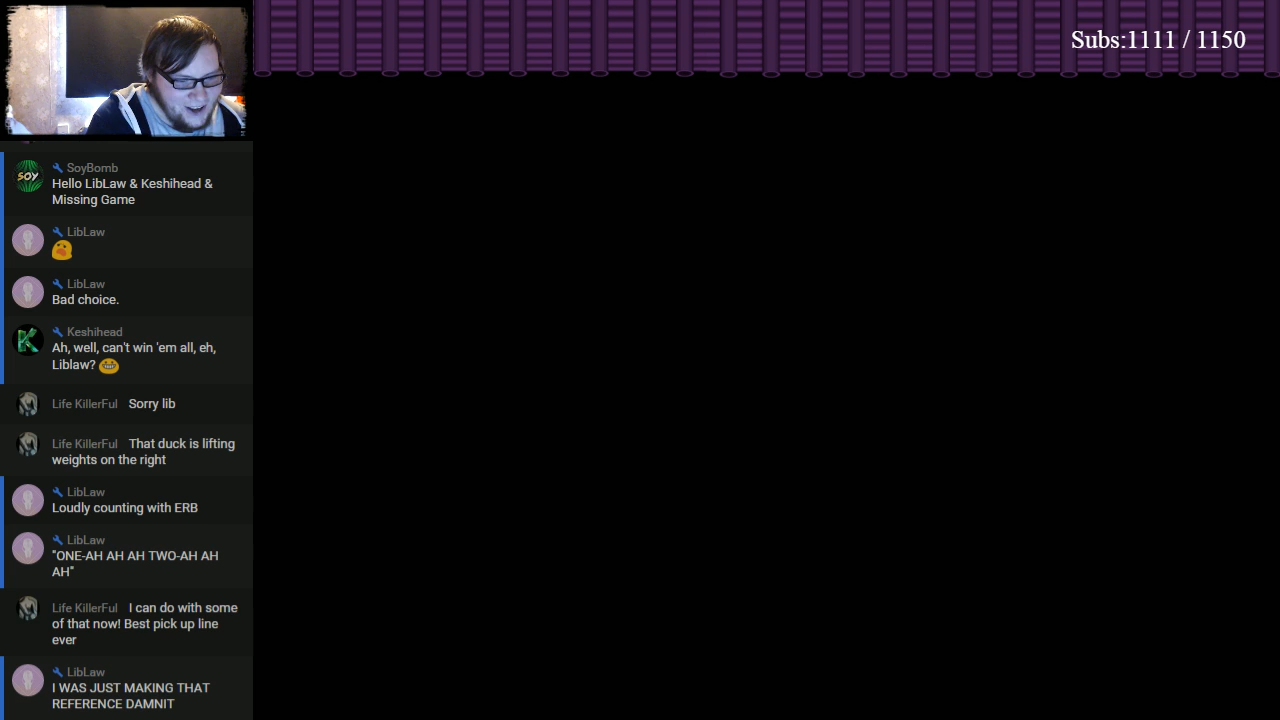 Subs:1111 / 1150
SOY
SoyBomb
Hello LibLaw & Keshihead &
Missing Game
LibLaw
LibLaw
Bad choice.
K
Keshihead
Ah, well, can't win 'em all, eh,
Liblaw?
Life KillerFul Sorry lib
Life KillerFul That duck is lifting
weights on the right
LibLaw
Loudly counting with ERB
LibLaw
"ONE-AH AH AH TWO-AH AH
AH"
Life KillerFul I can do with some
of that now! Best pick up line
ever
LibLaw
I WAS JUST MAKING THAT
REFERENCE DAMNIT